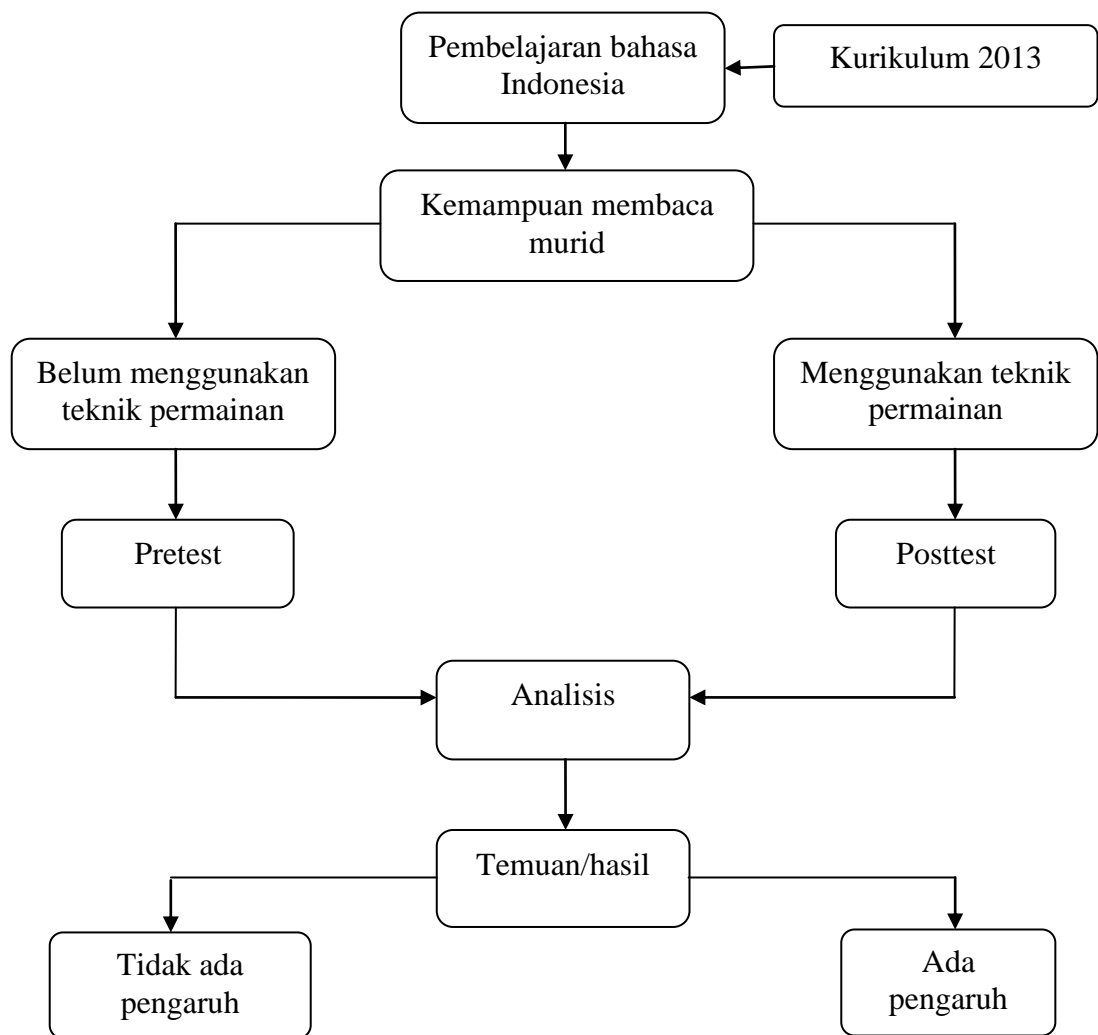 Pembelajaran bahasa
Indonesia
Kurikulum 2013
Kemampuan membaca
murid
Belum menggunakan
teknik permainan
Menggunakan teknik
permainan
Pretest
Posttest
Analisis
Temuan/hasil
Tidak ada
pengaruh
Ada
pengaruh